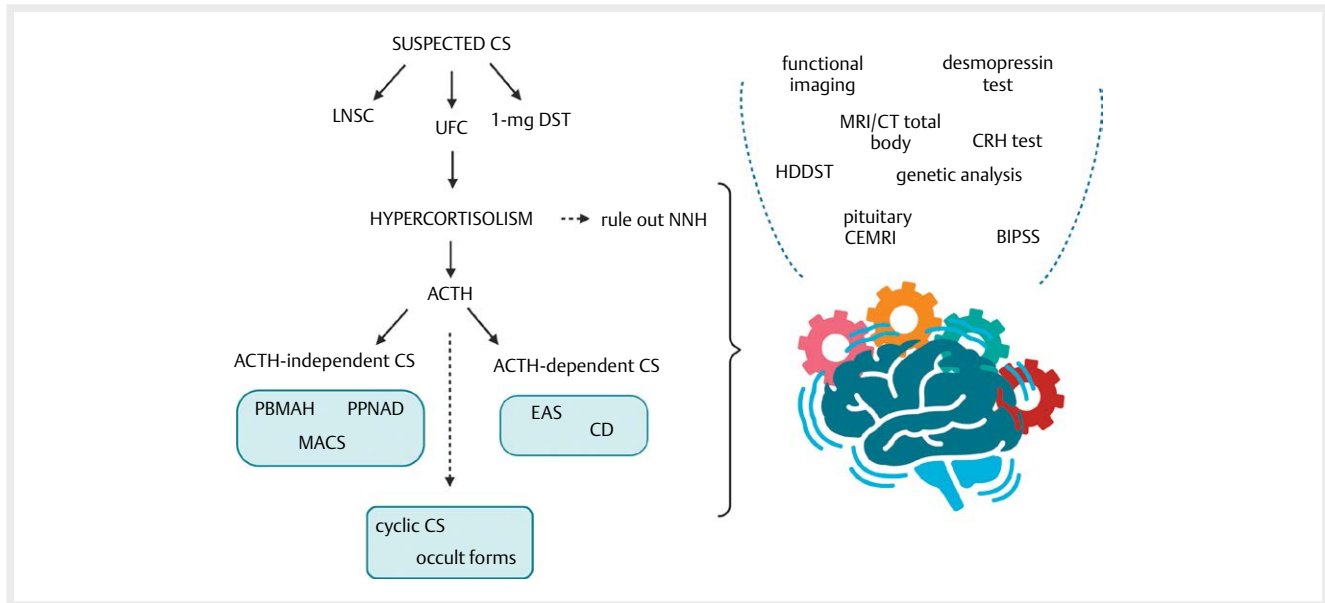 SUSPECTED CS
LNSC
UFC
1-mg DST
HYPERCORTISOLISM
rule out NNH
ACTH
ACTH-independent CS
ACTH-dependent CS
PBMAH
PPNAD
MACS
EAS
CD
cyclic CS
occult forms
functional
imaging
desmopressin
test
MRI/CT total
body
CRH test
HDDST
genetic analysis
pituitary
CEMRI
BIPSS